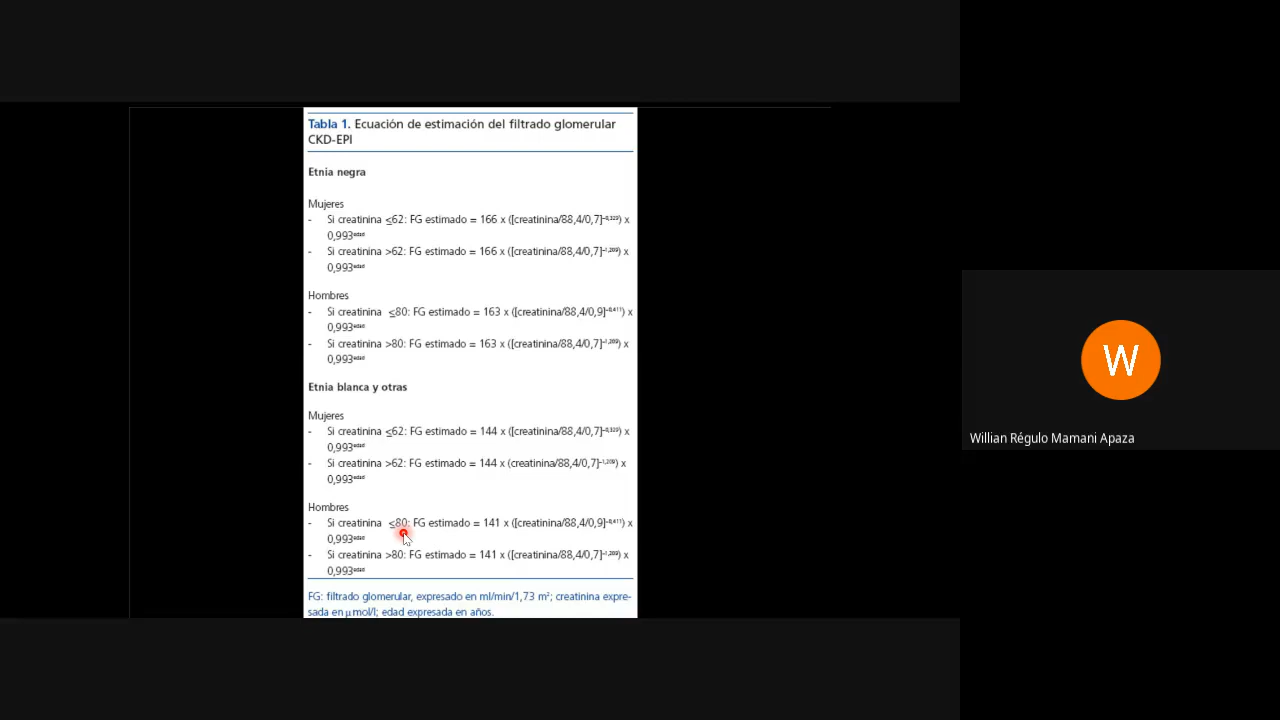 Tabla 1. Ecuación de estimación del filtrado glomerular
CKD-EPI
Etnia negra
Mujeres
- Si creatinina ≤62: FG estimado = 166 x ([creatinina/88,4/0,7]⁻⁰,³²⁹) x
0,993ᵉᵈᵃᵈ
- Si creatinina >62: FG estimado = 166 x ([creatinina/88,4/0,7]⁻¹,²⁰⁹) x
0,993ᵉᵈᵃᵈ
Hombres
- Si creatinina ≤80: FG estimado = 163 x ([creatinina/88,4/0,9]⁻⁰,⁴¹¹) x
0,993ᵉᵈᵃᵈ
- Si creatinina >80: FG estimado = 163 x ([creatinina/88,4/0,7]⁻¹,²⁰⁹) x
0,993ᵉᵈᵃᵈ
Etnia blanca y otras
Mujeres
- Si creatinina ≤62: FG estimado = 144 x ([creatinina/88,4/0,7]⁻⁰,³²⁹) x
0,993ᵉᵈᵃᵈ
- Si creatinina >62: FG estimado = 144 x (creatinina/88,4/0,7]⁻¹,²⁰⁹) x
0,993ᵉᵈᵃᵈ
Hombres
- Si creatinina ≤80: FG estimado = 141 x ([creatinina/88,4/0,9]⁻⁰,⁴¹¹) x
0,993ᵉᵈᵃᵈ
- Si creatinina >80: FG estimado = 141 x ([creatinina/88,4/0,7]⁻¹,²⁰⁹) x
0,993ᵉᵈᵃᵈ
FG: filtrado glomerular, expresado en ml/min/1,73 m²; creatinina expre-
sada en µmol/l; edad expresada en años.
W
Willian Régulo Mamani Apaza